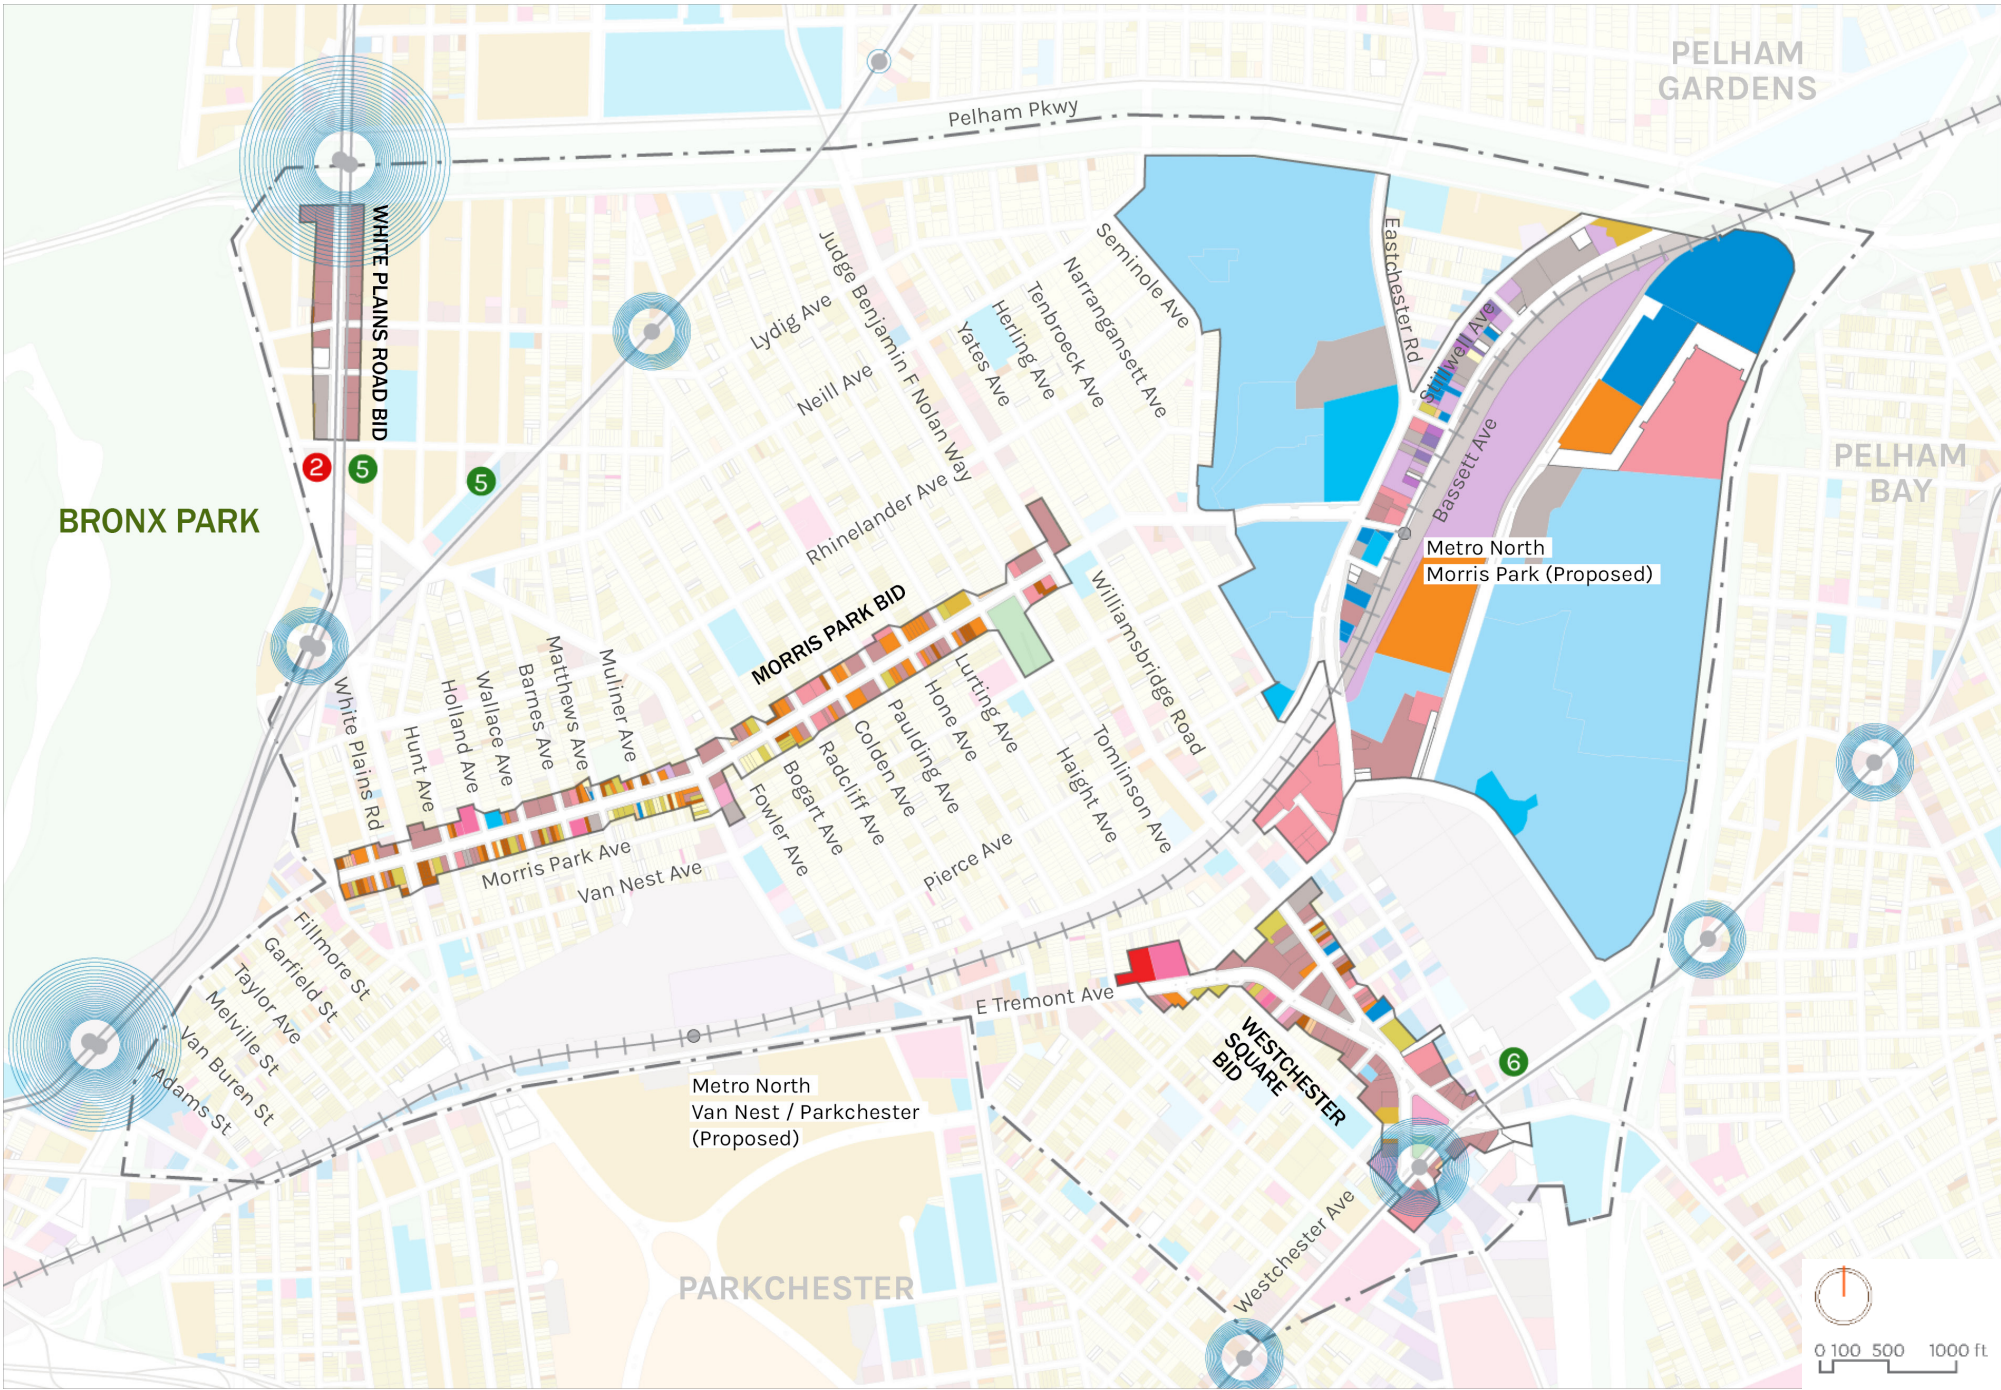 PELHAM
GARDENS
Pelham Pkwy
WHITE PLAINS ROAD BID
Judge Benjamin F Nolan Way
Seminole Ave
Eastchester Rd
Narrangansett Ave
Tenbroeck Ave
Herling Ave
Yates Ave
Lydig Ave
Neill Ave
Stillwell Ave
Bassett Ave
2
5
5
BRONX PARK
PELHAM
BAY
Rhinelander Ave
Metro North
Morris Park (Proposed)
MORRIS PARK BID
Williamsbridge Road
White Plains Rd
Hunt Ave
Holland Ave
Wallace Ave
Barnes Ave
Matthews Ave
Muliner Ave
Lurting Ave
Hone Ave
Paulding Ave
Colden Ave
Radcliff Ave
Bogart Ave
Fowler Ave
Haight Ave
Tomlinson Ave
Pierce Ave
Morris Park Ave
Van Nest Ave
Fillmore St
Garfield St
Taylor Ave
Melville St
Van Buren St
Adams St
E Tremont Ave
WESTCHESTER
SQUARE
BID
6
Metro North
Van Nest / Parkchester
(Proposed)
Westchester Ave
PARKCHESTER
0 100 500 1000 ft